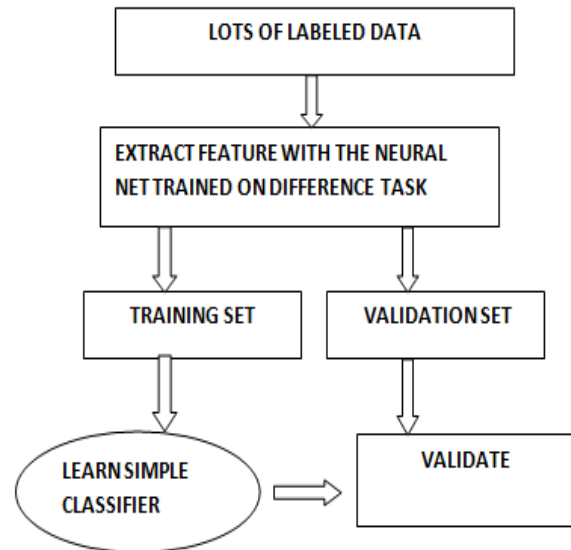 LOTS OF LABELED DATA
EXTRACT FEATURE WITH THE NEURAL
NET TRAINED ON DIFFERENCE TASK
TRAINING SET
VALIDATION SET
LEARN SIMPLE
CLASSIFIER
VALIDATE